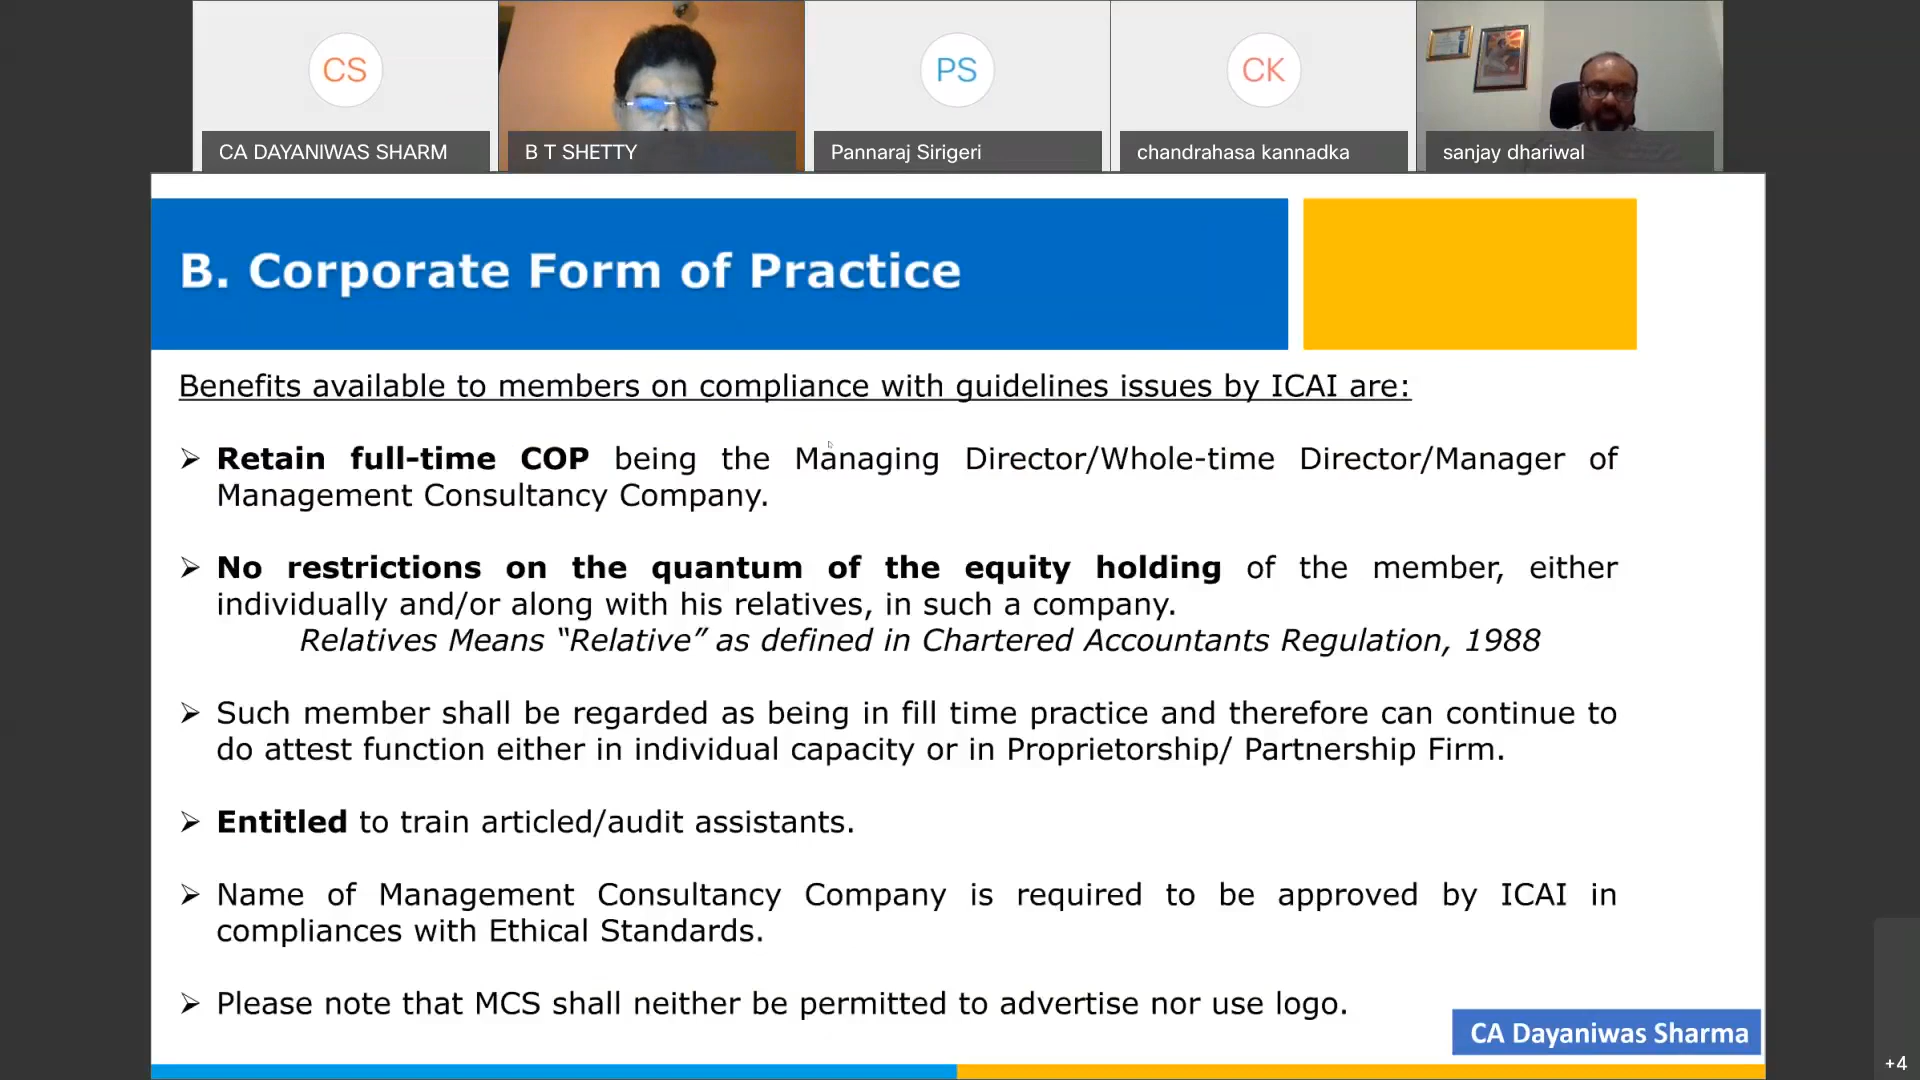 CS
PS
CK
CA DAYANIWAS SHARM
B T SHETTY
Pannaraj Sirigeri
chandrahasa kannadka
sanjay dhariwal
B. Corporate Form of Practice
Benefits available to members on compliance with guidelines issues by ICAI are:
➢ Retain full-time COP being the Managing Director/Whole-time Director/Manager of
Management Consultancy Company.
➢ No restrictions on the quantum of the equity holding of the member, either
individually and/or along with his relatives, in such a company.
Relatives Means “Relative” as defined in Chartered Accountants Regulation, 1988
➢ Such member shall be regarded as being in fill time practice and therefore can continue to
do attest function either in individual capacity or in Proprietorship/ Partnership Firm.
➢ Entitled to train articled/audit assistants.
➢ Name of Management Consultancy Company is required to be approved by ICAI in
compliances with Ethical Standards.
➢ Please note that MCS shall neither be permitted to advertise nor use logo.
CA Dayaniwas Sharma
+4